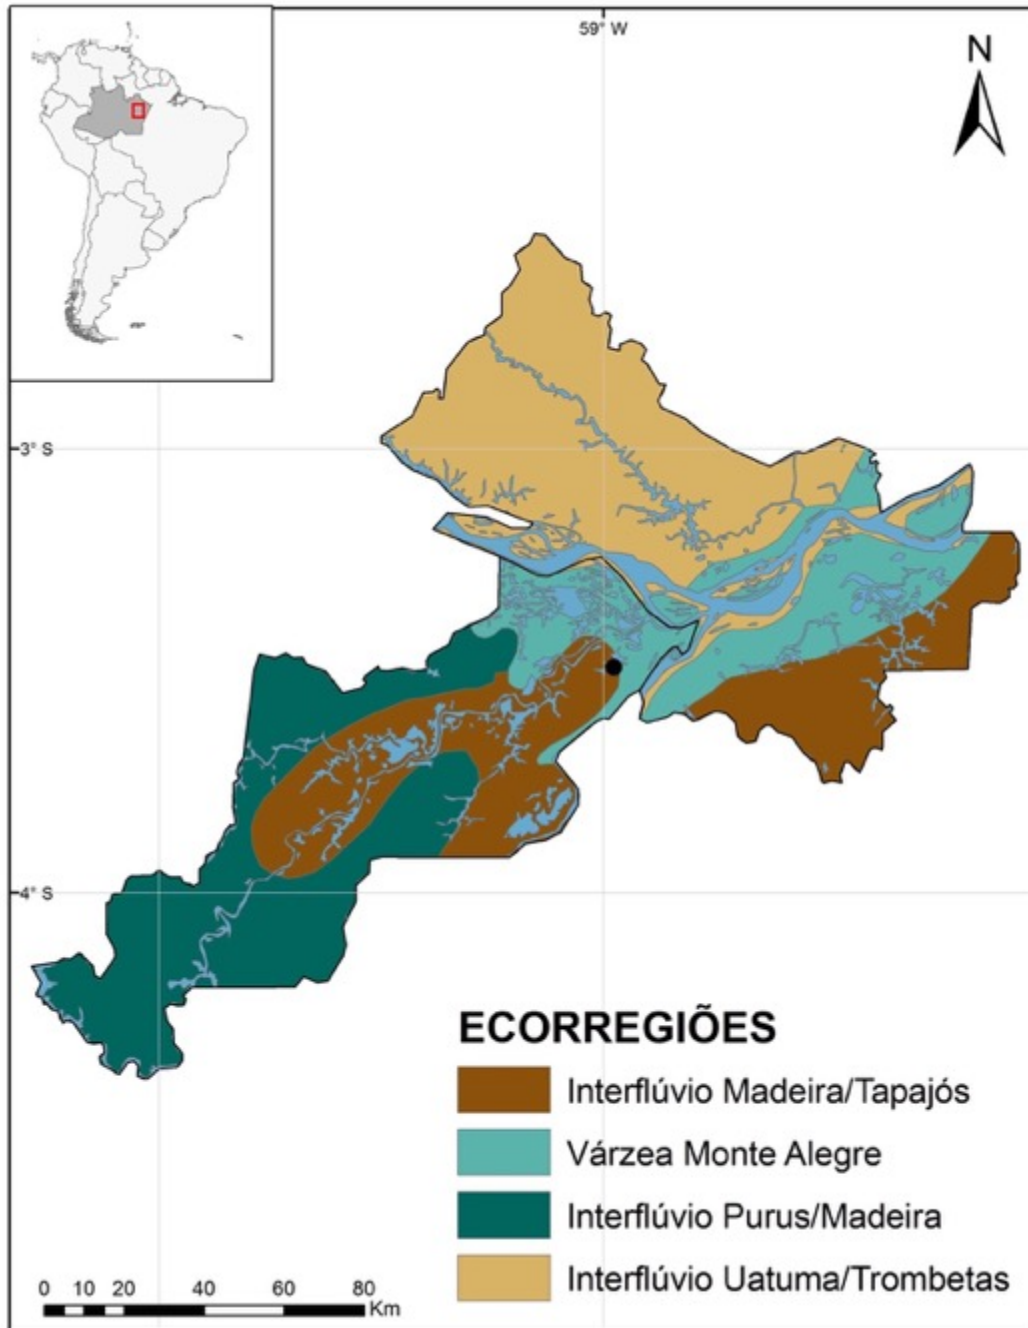 59° W
N
3° S
4° S
ECORREGIÕES
Interflúvio Madeira/Tapajós
Várzea Monte Alegre
Interflúvio Purus/Madeira
Interflúvio Uatuma/Trombetas
0 10 20 40 60 80
Km